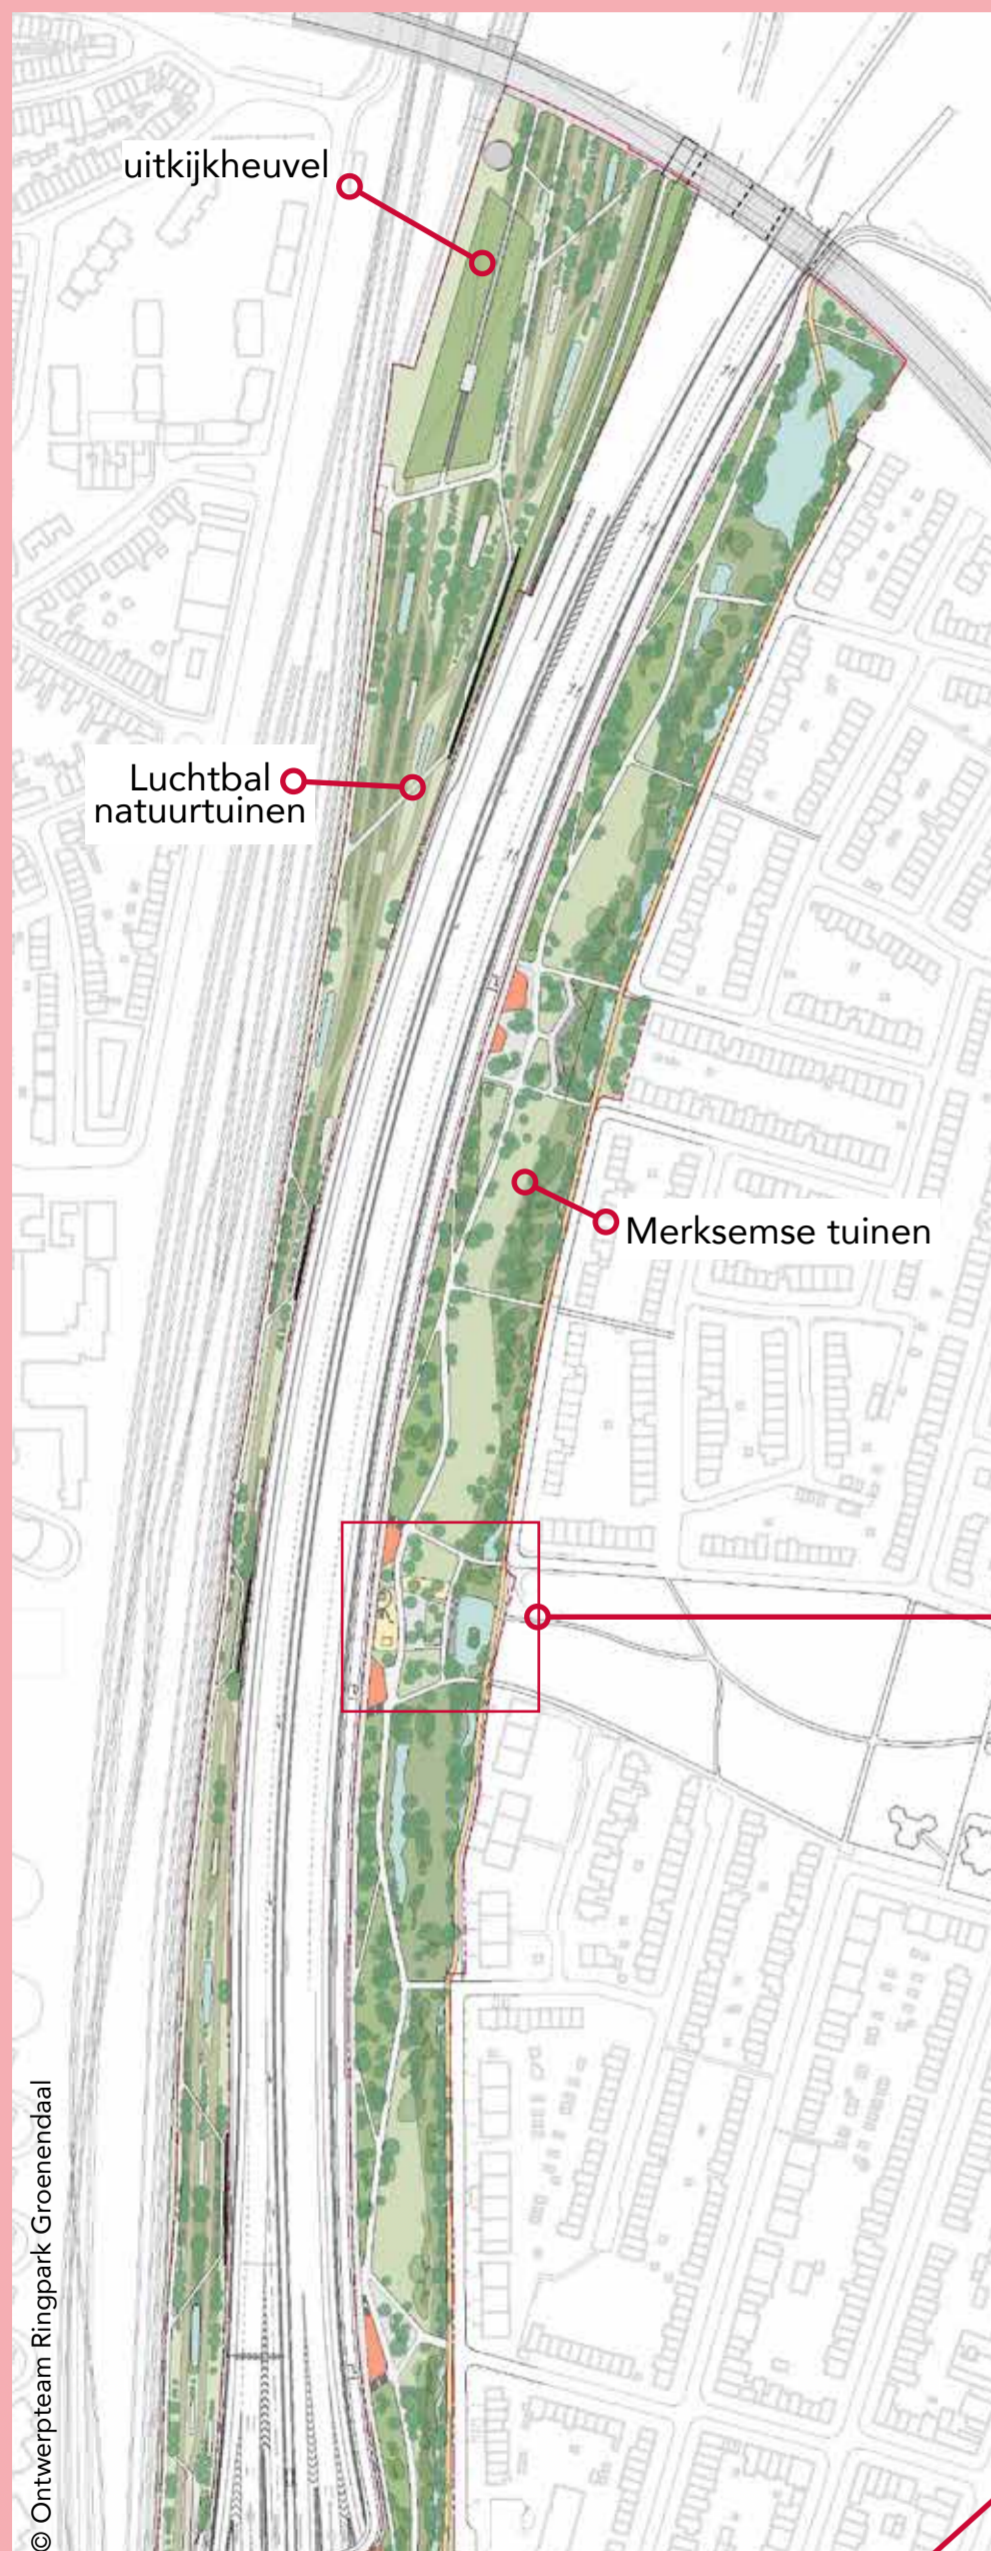 uitkijkheuvel
Luchtbal
natuurtuinen
Merksemse tuinen
© Ontwerpteam Ringpark Groenendaal